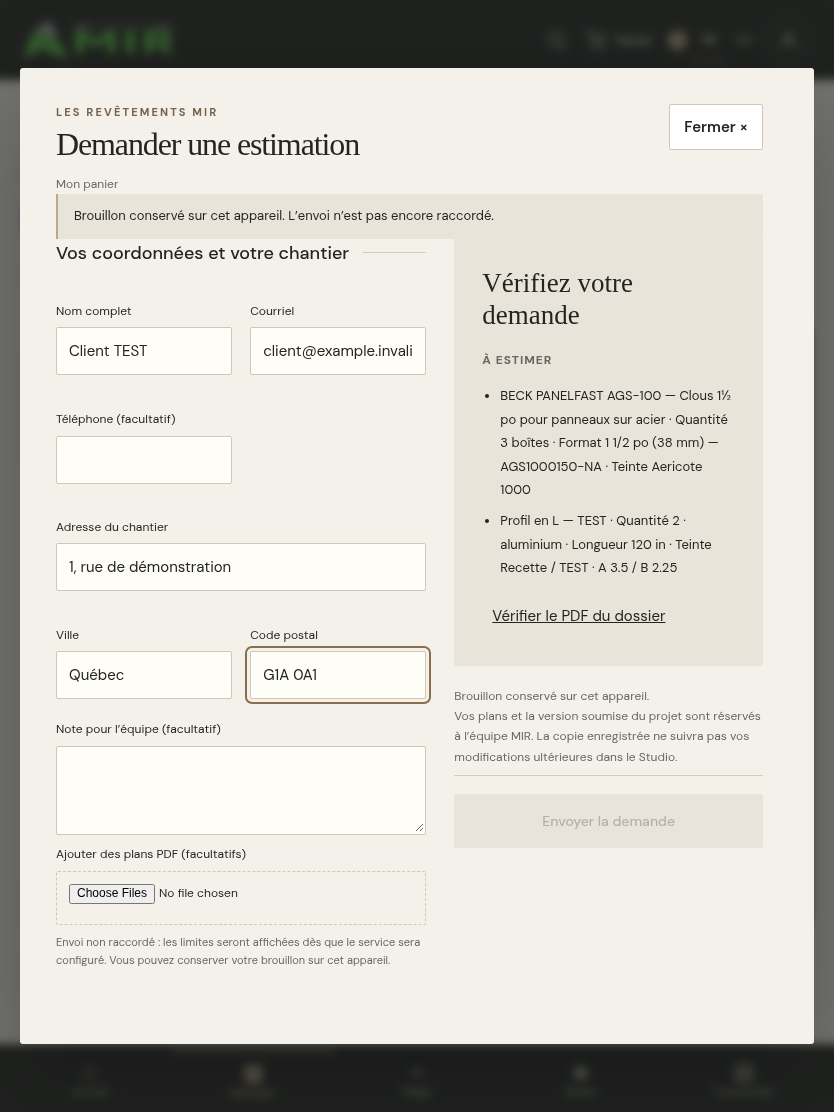 AMIR
LES REVÊTEMENTS MIR
Demander une estimation
Fermer ×
Mon panier
Brouillon conservé sur cet appareil. L’envoi n’est pas encore raccordé.
Vos coordonnées et votre chantier
Nom complet
Courriel
Client TEST
client@example.invali
Téléphone (facultatif)
Adresse du chantier
1, rue de démonstration
Ville
Code postal
Québec
G1A 0A1
Note pour l’équipe (facultatif)
Ajouter des plans PDF (facultatifs)
Choose Files No file chosen
Envoi non raccordé : les limites seront affichées dès que le service sera
configuré. Vous pouvez conserver votre brouillon sur cet appareil.
Vérifiez votre
demande
À ESTIMER
• BECK PANELFAST AGS-100 — Clous 1½
po pour panneaux sur acier · Quantité
3 boîtes · Format 1 1/2 po (38 mm) —
AGS1000150-NA · Teinte Aericote
1000
• Profil en L — TEST · Quantité 2 ·
aluminium · Longueur 120 in · Teinte
Recette / TEST · A 3.5 / B 2.25
Vérifier le PDF du dossier
Brouillon conservé sur cet appareil.
Vos plans et la version soumise du projet sont réservés
à l’équipe MIR. La copie enregistrée ne suivra pas vos
modifications ultérieures dans le Studio.
Envoyer la demande